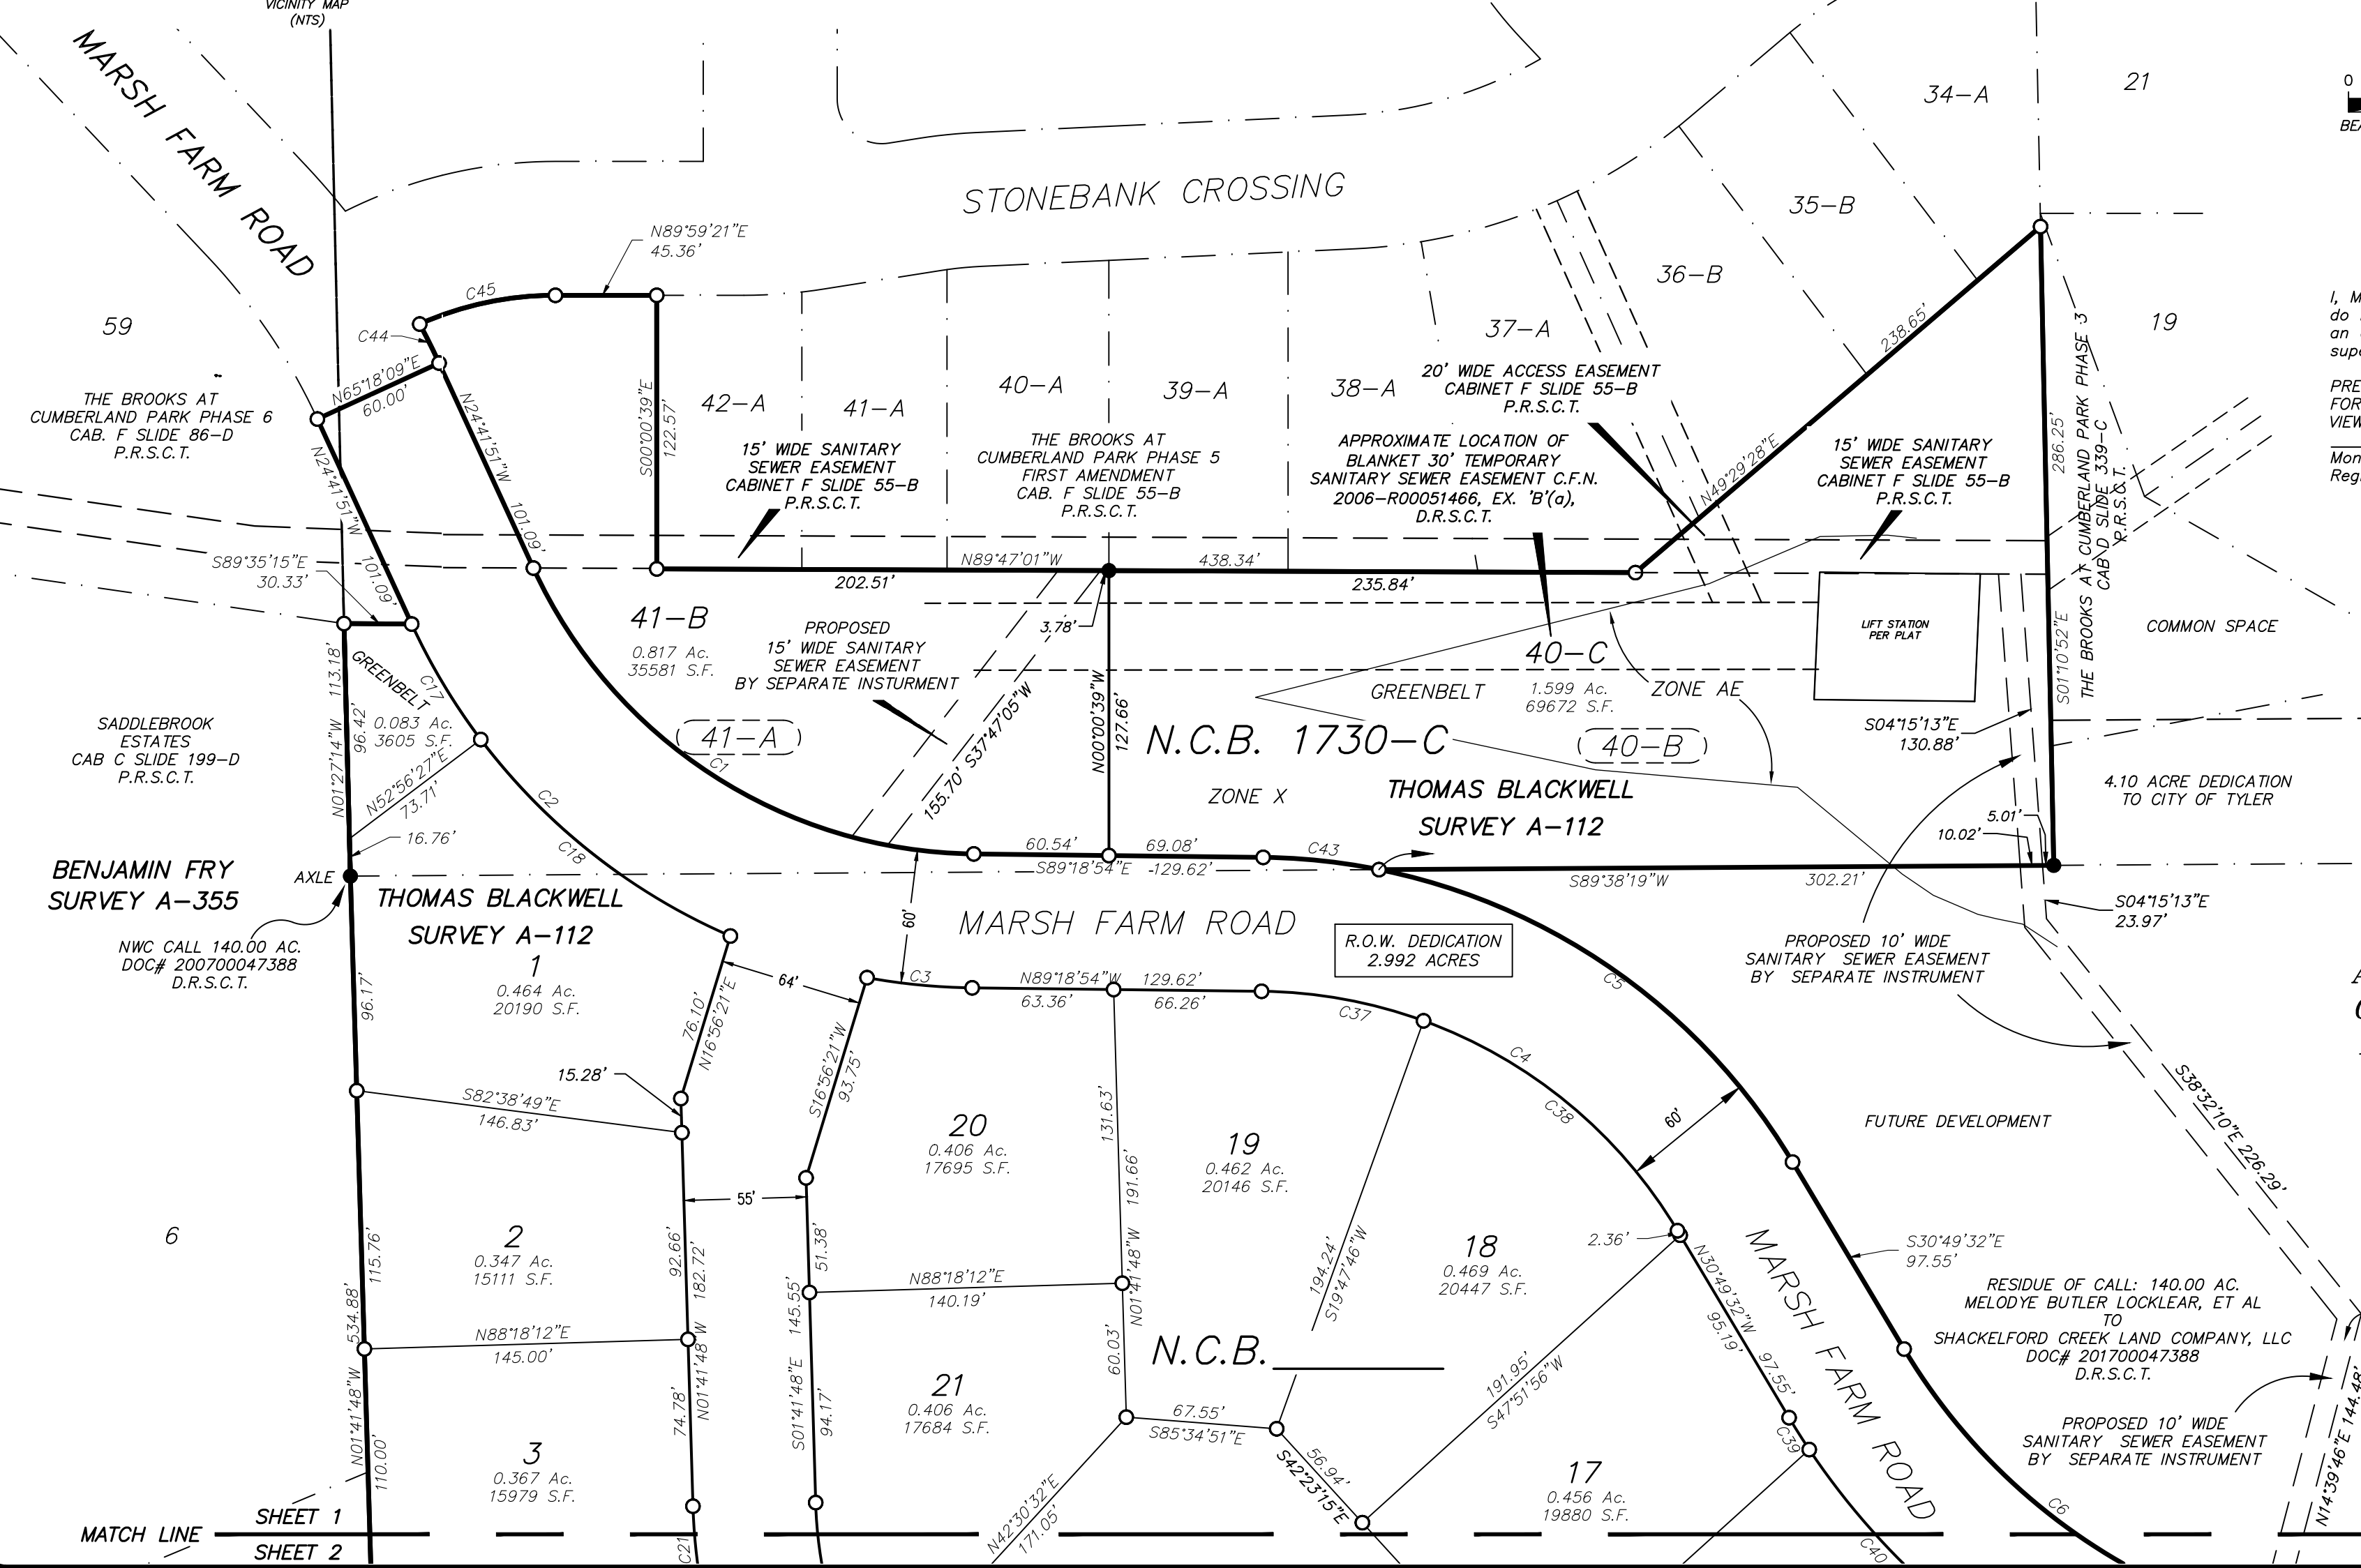 VICINITY MAP
(NTS)
MARSH FARM ROAD
STONEBANK CROSSING
34-A
21
0
35-B
36-B
37-A
19
59
N89°59'21"E
45.36'
C45
C44
N65°18'09"E
60.00'
THE BROOKS AT
CUMBERLAND PARK PHASE 6
CAB. F SLIDE 86-D
P.R.S.C.T.
N24°41'51"W 101.09'
N24°41'51"W 101.09'
S00°00'39"E
122.57'
42-A
41-A
40-A
39-A
38-A
20' WIDE ACCESS EASEMENT
CABINET F SLIDE 55-B
P.R.S.C.T.
238.65'
N49°29'28"E
15' WIDE SANITARY
SEWER EASEMENT
CABINET F SLIDE 55-B
P.R.S.C.T.
THE BROOKS AT
CUMBERLAND PARK PHASE 5
FIRST AMENDMENT
CAB. F SLIDE 55-B
P.R.S.C.T.
APPROXIMATE LOCATION OF
BLANKET 30' TEMPORARY
SANITARY SEWER EASEMENT C.F.N.
2006-R00051466, EX. 'B'(a),
D.R.S.C.T.
15' WIDE SANITARY
SEWER EASEMENT
CABINET F SLIDE 55-B
P.R.S.C.T.
286.25'
S01°10'52"E
THE BROOKS AT CUMBERLAND PARK PHASE 3
CAB D SLIDE 339-C
P.R.S.C.T.
I, M
do
an
supe
PRE
FOR
VIEW
Mon
Reg
BEA
S89°35'15"E
30.33'
N89°47'01"W
438.34'
202.51'
235.84'
3.78'
41-B
0.817 Ac.
35581 S.F.
PROPOSED
15' WIDE SANITARY
SEWER EASEMENT
BY SEPARATE INSTURMENT
40-C
1.599 Ac.
69672 S.F.
LIFT STATION
PER PLAT
COMMON SPACE
GREENBELT
ZONE AE
N01°27'14"W 113.18'
96.42'
GREENBELT
0.083 Ac.
3605 S.F.
C17
N52°56'27"E
73.71'
16.76'
SADDLEBROOK
ESTATES
CAB C SLIDE 199-D
P.R.S.C.T.
41-A
C1
155.70' S37°47'05"W
N00°00'39"W
127.66'
N.C.B. 1730-C
40-B
S04°15'13"E
130.88'
ZONE X
THOMAS BLACKWELL
SURVEY A-112
4.10 ACRE DEDICATION
TO CITY OF TYLER
5.01'
10.02'
C2
C18
60.54'
69.08'
C43
S89°18'54"E
129.62'
S89°38'19"W
302.21'
BENJAMIN FRY
SURVEY A-355
AXLE
THOMAS BLACKWELL
SURVEY A-112
NWC CALL 140.00 AC.
DOC# 200700047388
D.R.S.C.T.
60'
MARSH FARM ROAD
R.O.W. DEDICATION
2.992 ACRES
S04°15'13"E
23.97'
PROPOSED 10' WIDE
SANITARY SEWER EASEMENT
BY SEPARATE INSTRUMENT
1
0.464 Ac.
20190 S.F.
96.17'
76.10'
N16°56'21"E
64'
C3
N89°18'54"W
129.62'
63.36'
66.26'
C37
C5
C4
C38
S16°56'21"W
93.75'
15.28'
S82°38'49"E
146.83'
20
0.406 Ac.
17695 S.F.
131.63'
191.66'
N01°41'48"W
60.03'
19
0.462 Ac.
20146 S.F.
60'
FUTURE DEVELOPMENT
S38°32'10"E 226.29'
55'
6
2
0.347 Ac.
15111 S.F.
115.76'
534.88'
N01°41'48"W
110.00'
92.66'
182.72'
N01°41'48"W
74.78'
51.38'
145.55'
S01°41'48"E
94.17'
N88°18'12"E
140.19'
194.24'
S19°47'46"W
18
0.469 Ac.
20447 S.F.
2.36'
N30°49'32"W
95.19'
97.55'
MARSH FARM ROAD
S30°49'32"E
97.55'
RESIDUE OF CALL: 140.00 AC.
MELODYE BUTLER LOCKLEAR, ET AL
TO
SHACKELFORD CREEK LAND COMPANY, LLC
DOC# 201700047388
D.R.S.C.T.
N88°18'12"E
145.00'
N.C.B.
21
0.406 Ac.
17684 S.F.
67.55'
S85°34'51"E
191.95'
S47°51'56"W
C39
PROPOSED 10' WIDE
SANITARY SEWER EASEMENT
BY SEPARATE INSTRUMENT
N14°39'46"E 144.48'
3
0.367 Ac.
15979 S.F.
N42°30'32"E
171.05'
56.94'
S42°23'15"E
17
0.456 Ac.
19880 S.F.
C6
C21
C40
SHEET 1
MATCH LINE
SHEET 2